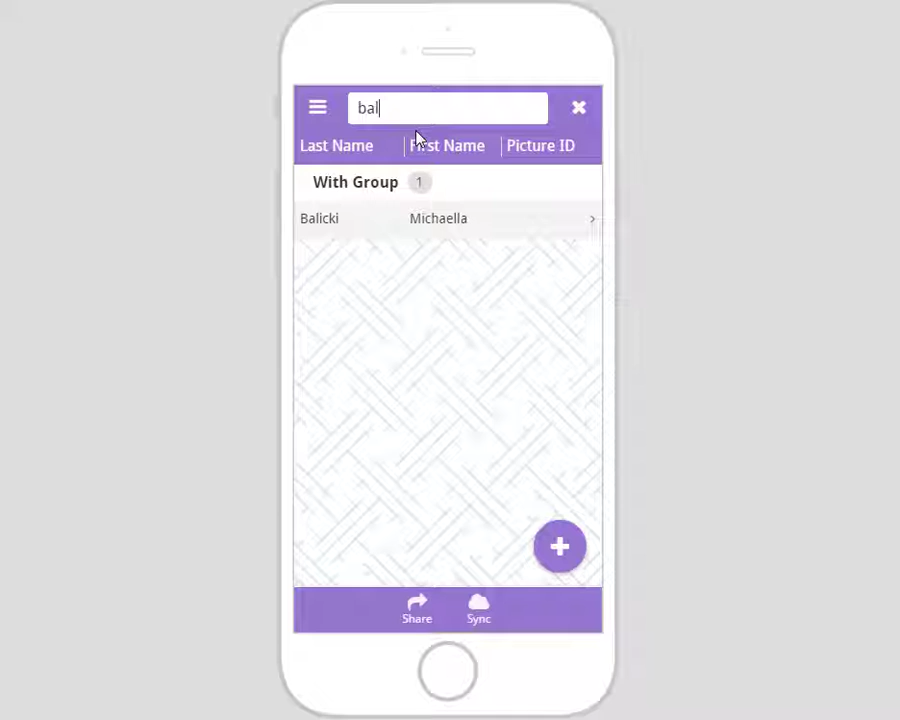 bal
Last Name First Name Picture ID
With Group 1
Balicki Michaella
Share Sync